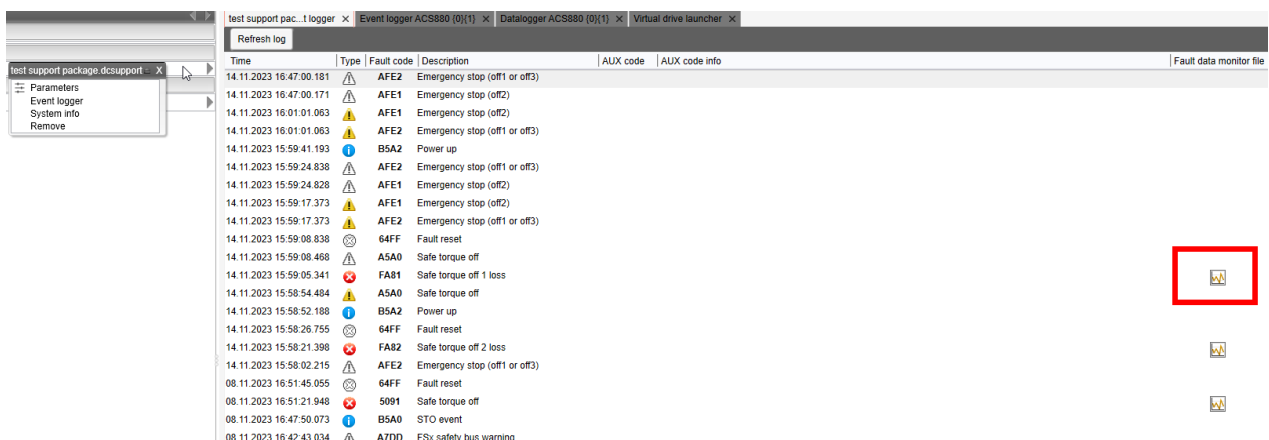 test support pac...t logger X Event logger ACS880 {0}{1} X Datalogger ACS880 {0}{1} X Virtual drive launcher X
Refresh log
Time Type Fault code Description AUX code AUX code info Fault data monitor file
test support package.dcsupport X
Parameters
Event logger
System info
Remove
14.11.2023 16:47:00.181 AFE2 Emergency stop (off1 or off3)
14.11.2023 16:47:00.171 AFE1 Emergency stop (off2)
14.11.2023 16:01:01.063 AFE1 Emergency stop (off2)
14.11.2023 16:01:01.063 AFE2 Emergency stop (off1 or off3)
14.11.2023 15:59:41.193 B5A2 Power up
14.11.2023 15:59:24.838 AFE2 Emergency stop (off1 or off3)
14.11.2023 15:59:24.828 AFE1 Emergency stop (off2)
14.11.2023 15:59:17.373 AFE1 Emergency stop (off2)
14.11.2023 15:59:17.373 AFE2 Emergency stop (off1 or off3)
14.11.2023 15:59:08.838 64FF Fault reset
14.11.2023 15:59:08.468 A5A0 Safe torque off
14.11.2023 15:59:05.341 FA81 Safe torque off 1 loss
14.11.2023 15:58:54.484 A5A0 Safe torque off
14.11.2023 15:58:52.188 B5A2 Power up
14.11.2023 15:58:26.755 64FF Fault reset
14.11.2023 15:58:21.398 FA82 Safe torque off 2 loss
14.11.2023 15:58:02.215 AFE2 Emergency stop (off1 or off3)
08.11.2023 16:51:45.055 64FF Fault reset
08.11.2023 16:51:21.948 5091 Safe torque off
08.11.2023 16:47:50.073 B5A0 STO event
08.11.2023 16:42:43.034 A7DD FSx safety bus warning